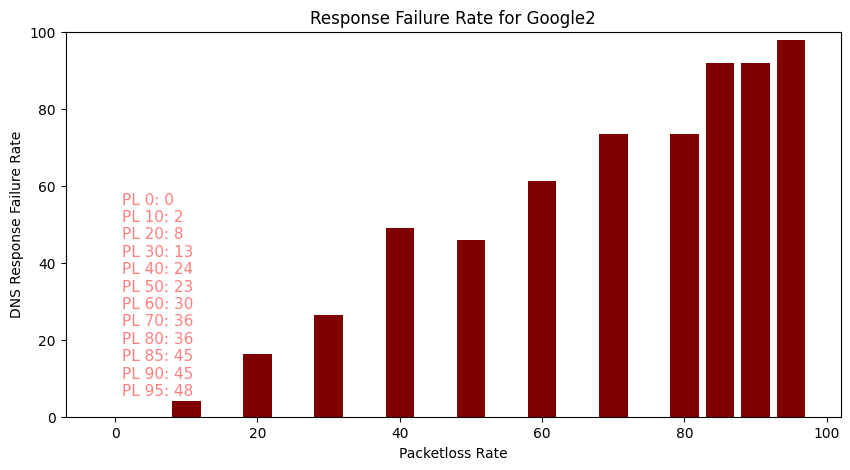 Response Failure Rate for Google2
DNS Response Failure Rate
100
80
60
40
20
0
PL 0: 0
PL 10: 2
PL 20: 8
PL 30: 13
PL 40: 24
PL 50: 23
PL 60: 30
PL 70: 36
PL 80: 36
PL 85: 45
PL 90: 45
PL 95: 48
0 20 40 60 80 100
Packetloss Rate